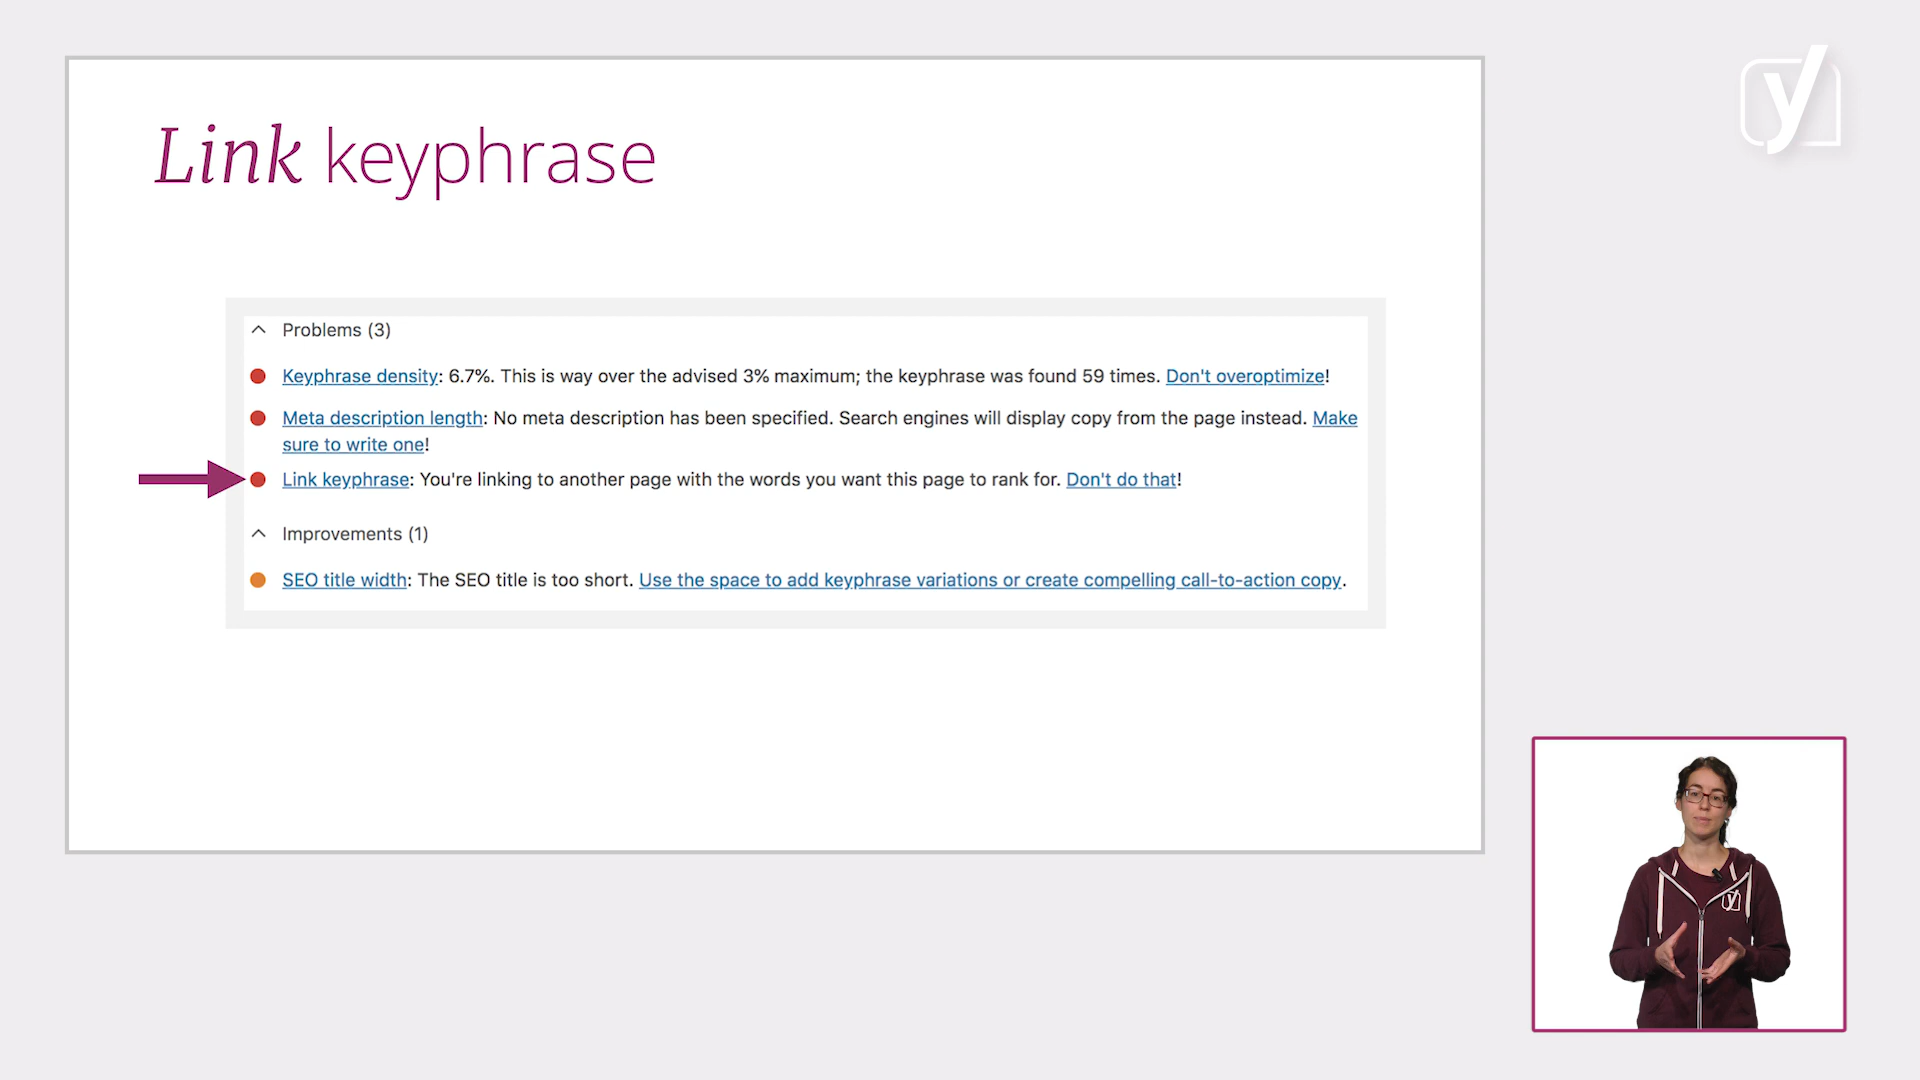 Link keyphrase
Problems (3)
Keyphrase density: 6.7%. This is way over the advised 3% maximum; the keyphrase was found 59 times. Don't overoptimize!
Meta description length: No meta description has been specified. Search engines will display copy from the page instead. Make
sure to write one!
Link keyphrase: You're linking to another page with the words you want this page to rank for. Don't do that!
Improvements (1)
SEO title width: The SEO title is too short. Use the space to add keyphrase variations or create compelling call-to-action copy.
y
y